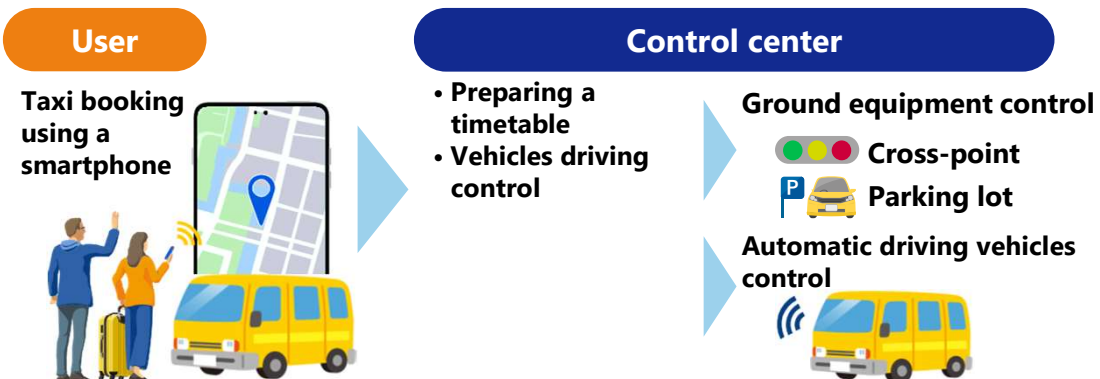 User
Control center
Taxi booking
using a
smartphone
• Preparing a
timetable
• Vehicles driving
control
Ground equipment control
Cross-point
P
Parking lot
Automatic driving vehicles
control